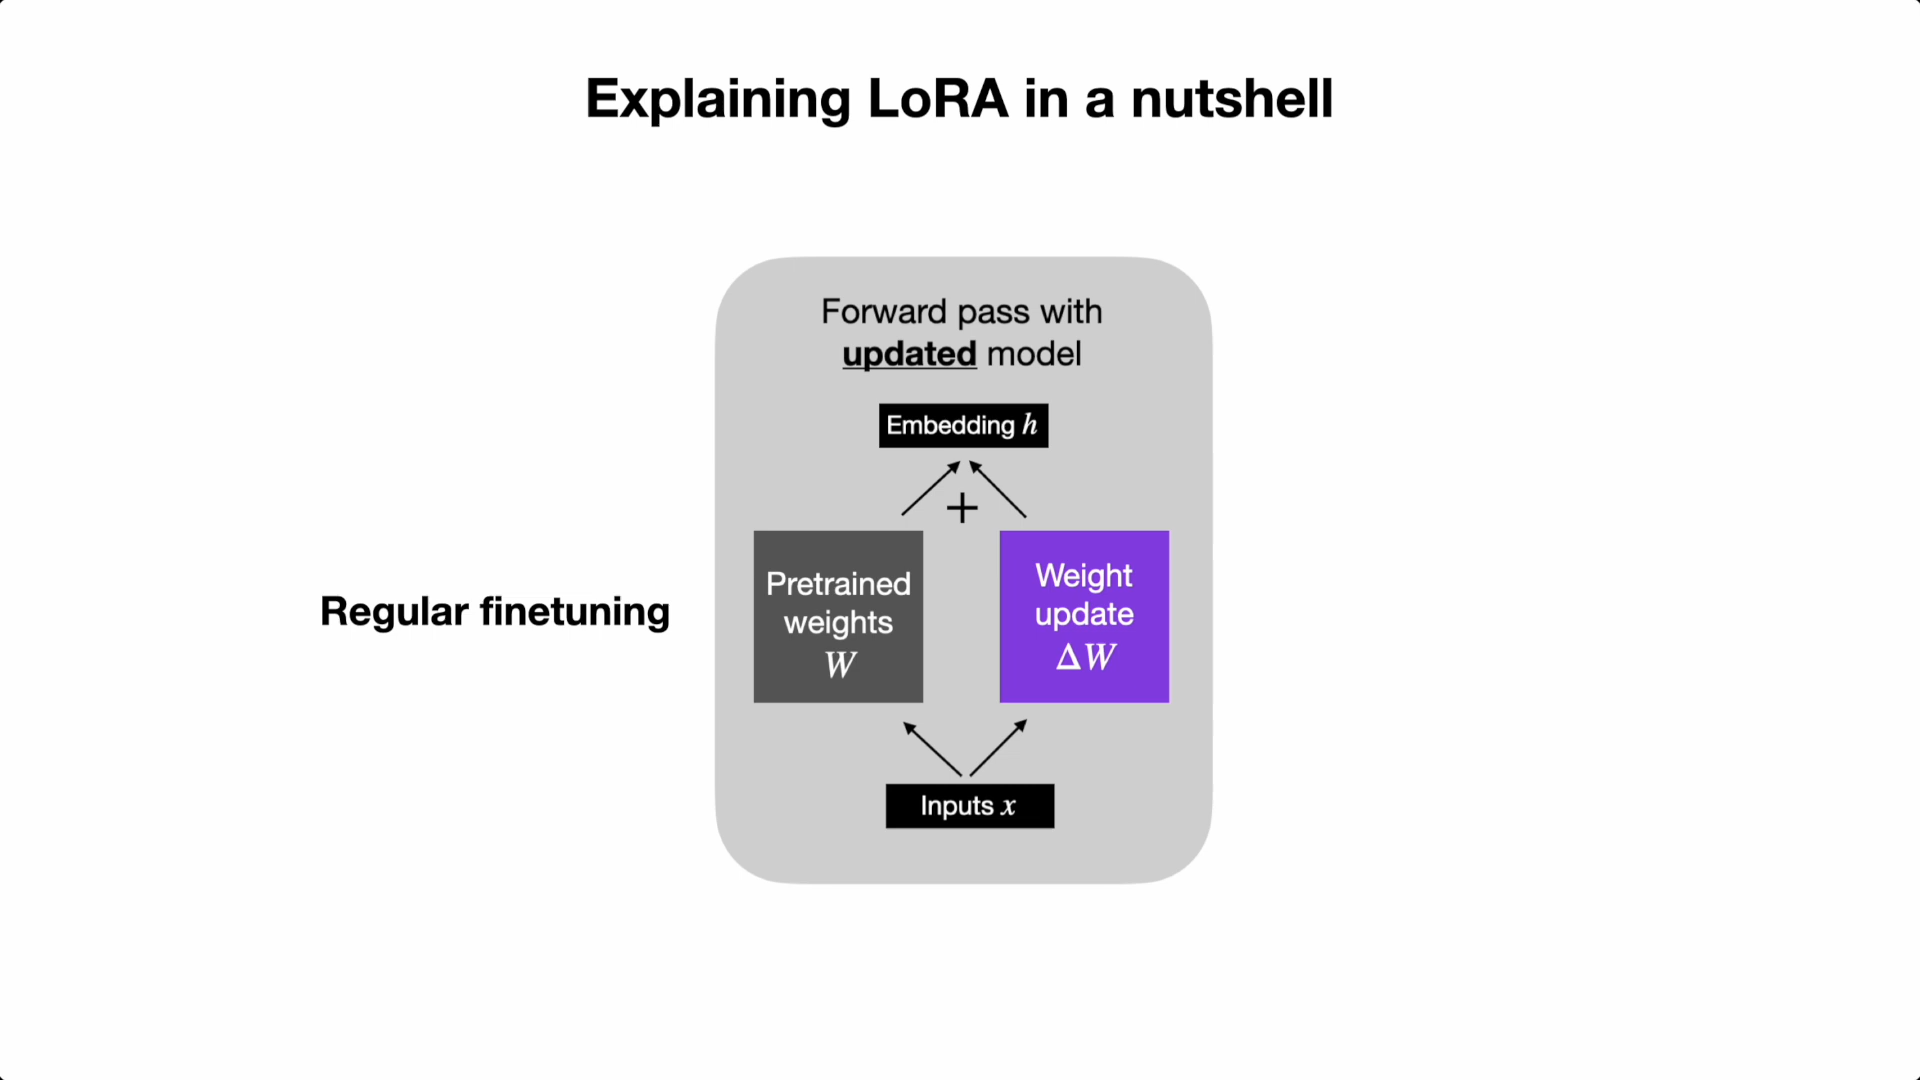 Explaining LoRA in a nutshell
Forward pass with
updated model
Embedding h
+
Regular finetuning
Pretrained
weights
W
Weight
update
ΔW
Inputs x